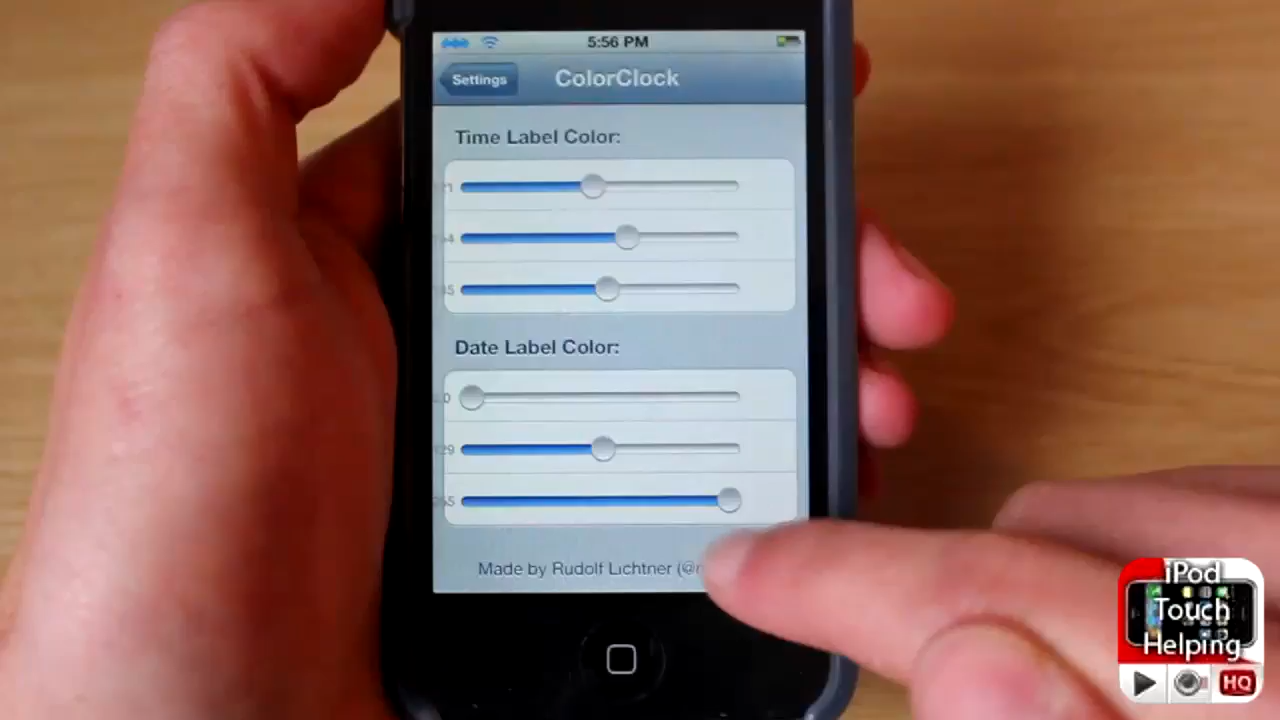 5:56 PM
Settings
ColorClock
Time Label Color:
Date Label Color:
Made by Rudolf Lichtner (@
iPod
Touch
Helping
HQ